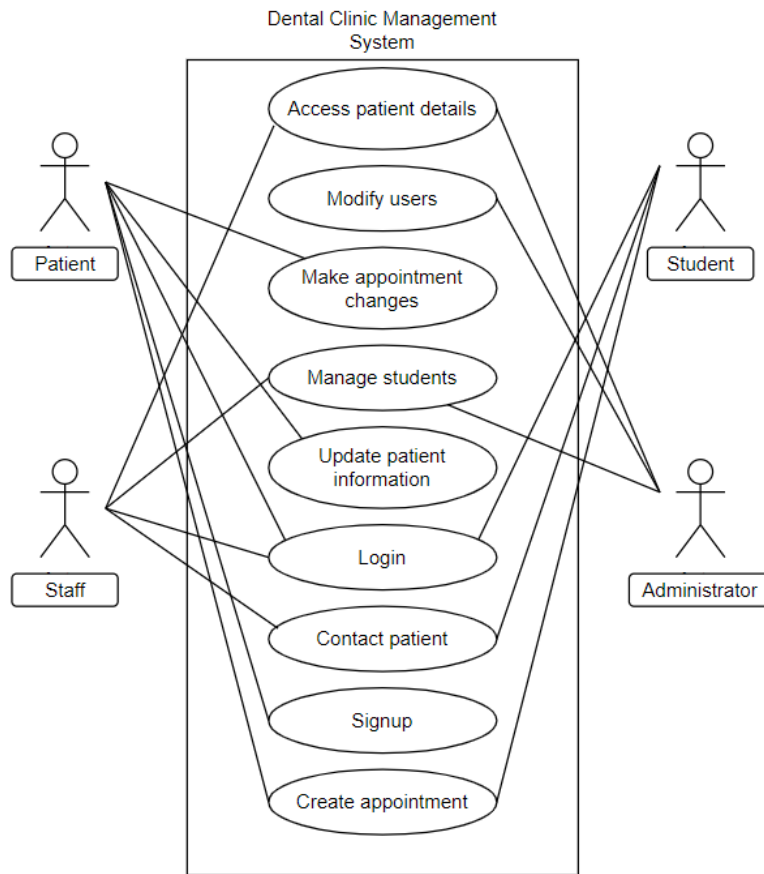 Dental Clinic Management
System
Access patient details
Modify users
Patient
Student
Make appointment
changes
Manage students
Update patient
information
Login
Staff
Administrator
Contact patient
Signup
Create appointment